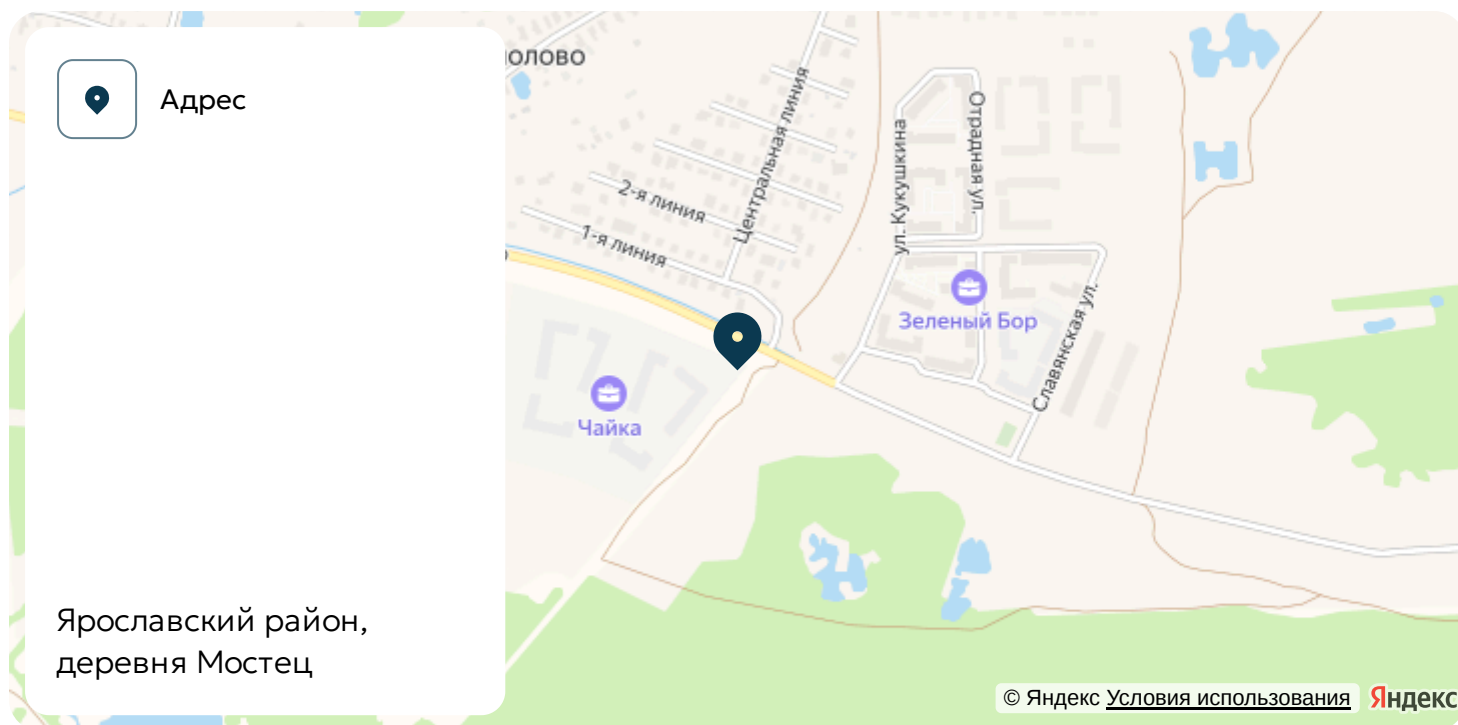 Адрес
Ярославский район,
деревня Мостец
Центральная линия
2-я линия
1-я линия
ул. Кукушкина
Отрадная ул.
Зеленый Бор
Славянская ул.
Чайка
© Яндекс Условия использования
Яндекс